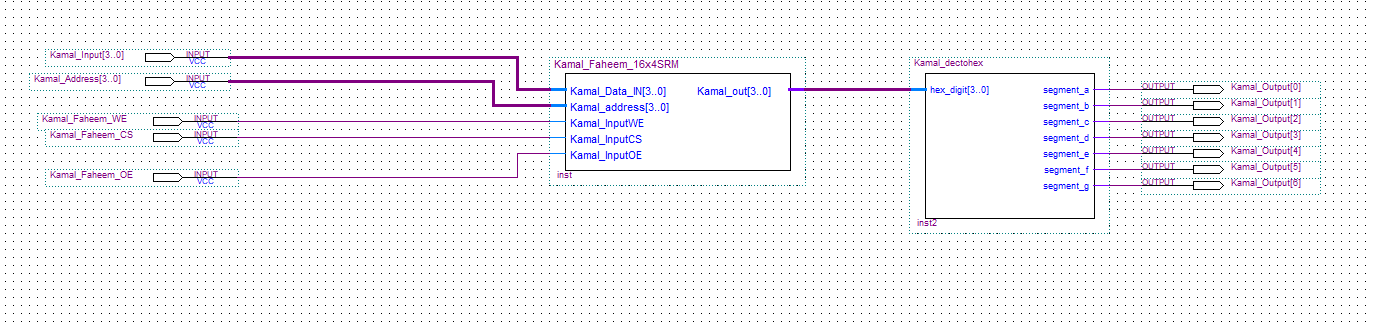 Kamal_Input[3..0]
INPUT
VCC
Kamal_Address[3..0]
INPUT
VCC
Kamal_Faheem_WE
INPUT
VCC
Kamal_Faheem_CS
INPUT
VCC
Kamal_Faheem_OE
INPUT
VCC
Kamal_Faheem_16x4SRM
Kamal_Data_IN[3..0]
Kamal_out[3..0]
Kamal_address[3..0]
Kamal_InputWE
Kamal_InputCS
Kamal_InputOE
inst
Kamal_dectohex
hex_digit[3..0]
segment_a
segment_b
segment_c
segment_d
segment_e
segment_f
segment_g
inst2
OUTPUT
Kamal_Output[0]
OUTPUT
Kamal_Output[1]
OUTPUT
Kamal_Output[2]
OUTPUT
Kamal_Output[3]
OUTPUT
Kamal_Output[4]
OUTPUT
Kamal_Output[5]
OUTPUT
Kamal_Output[6]